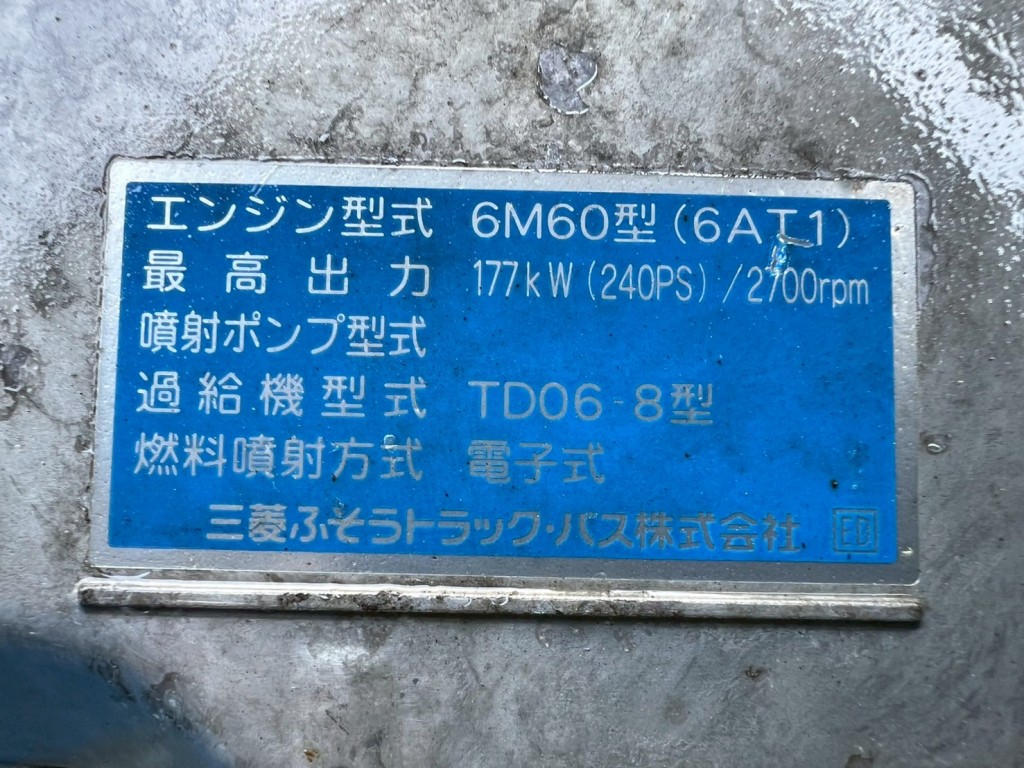 エンジン型式 6M60型(6AT1)
最高出力 177kW(240PS)/2700rpm
噴射ポンプ型式
過給機型式 TD06-8型
燃料噴射方式 電子式
三菱ふそうトラック・バス株式会社